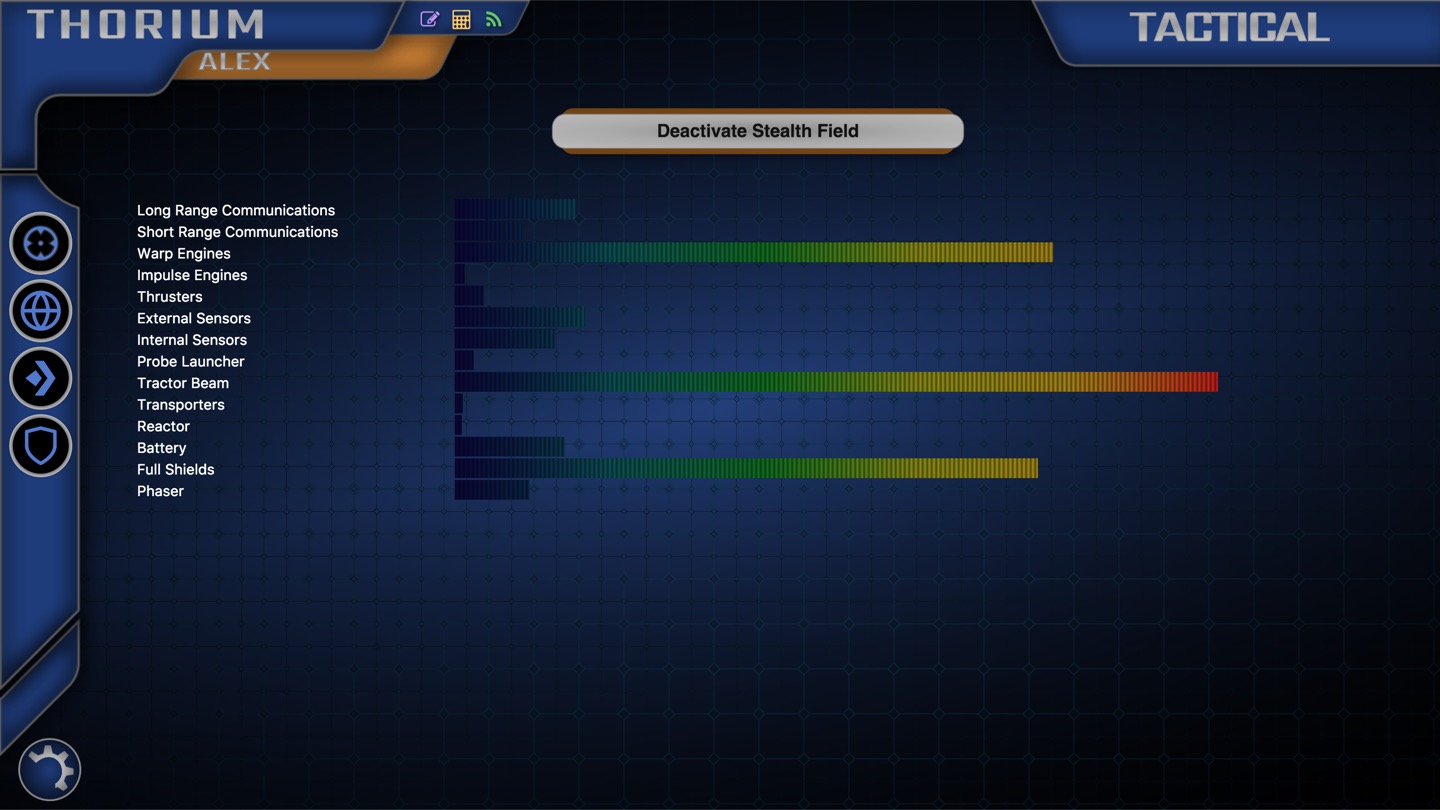 THORIUM
TACTICAL
ALEX
Deactivate Stealth Field
Long Range Communications
Short Range Communications
Warp Engines
Impulse Engines
Thrusters
External Sensors
Internal Sensors
Probe Launcher
Tractor Beam
Transporters
Reactor
Battery
Full Shields
Phaser